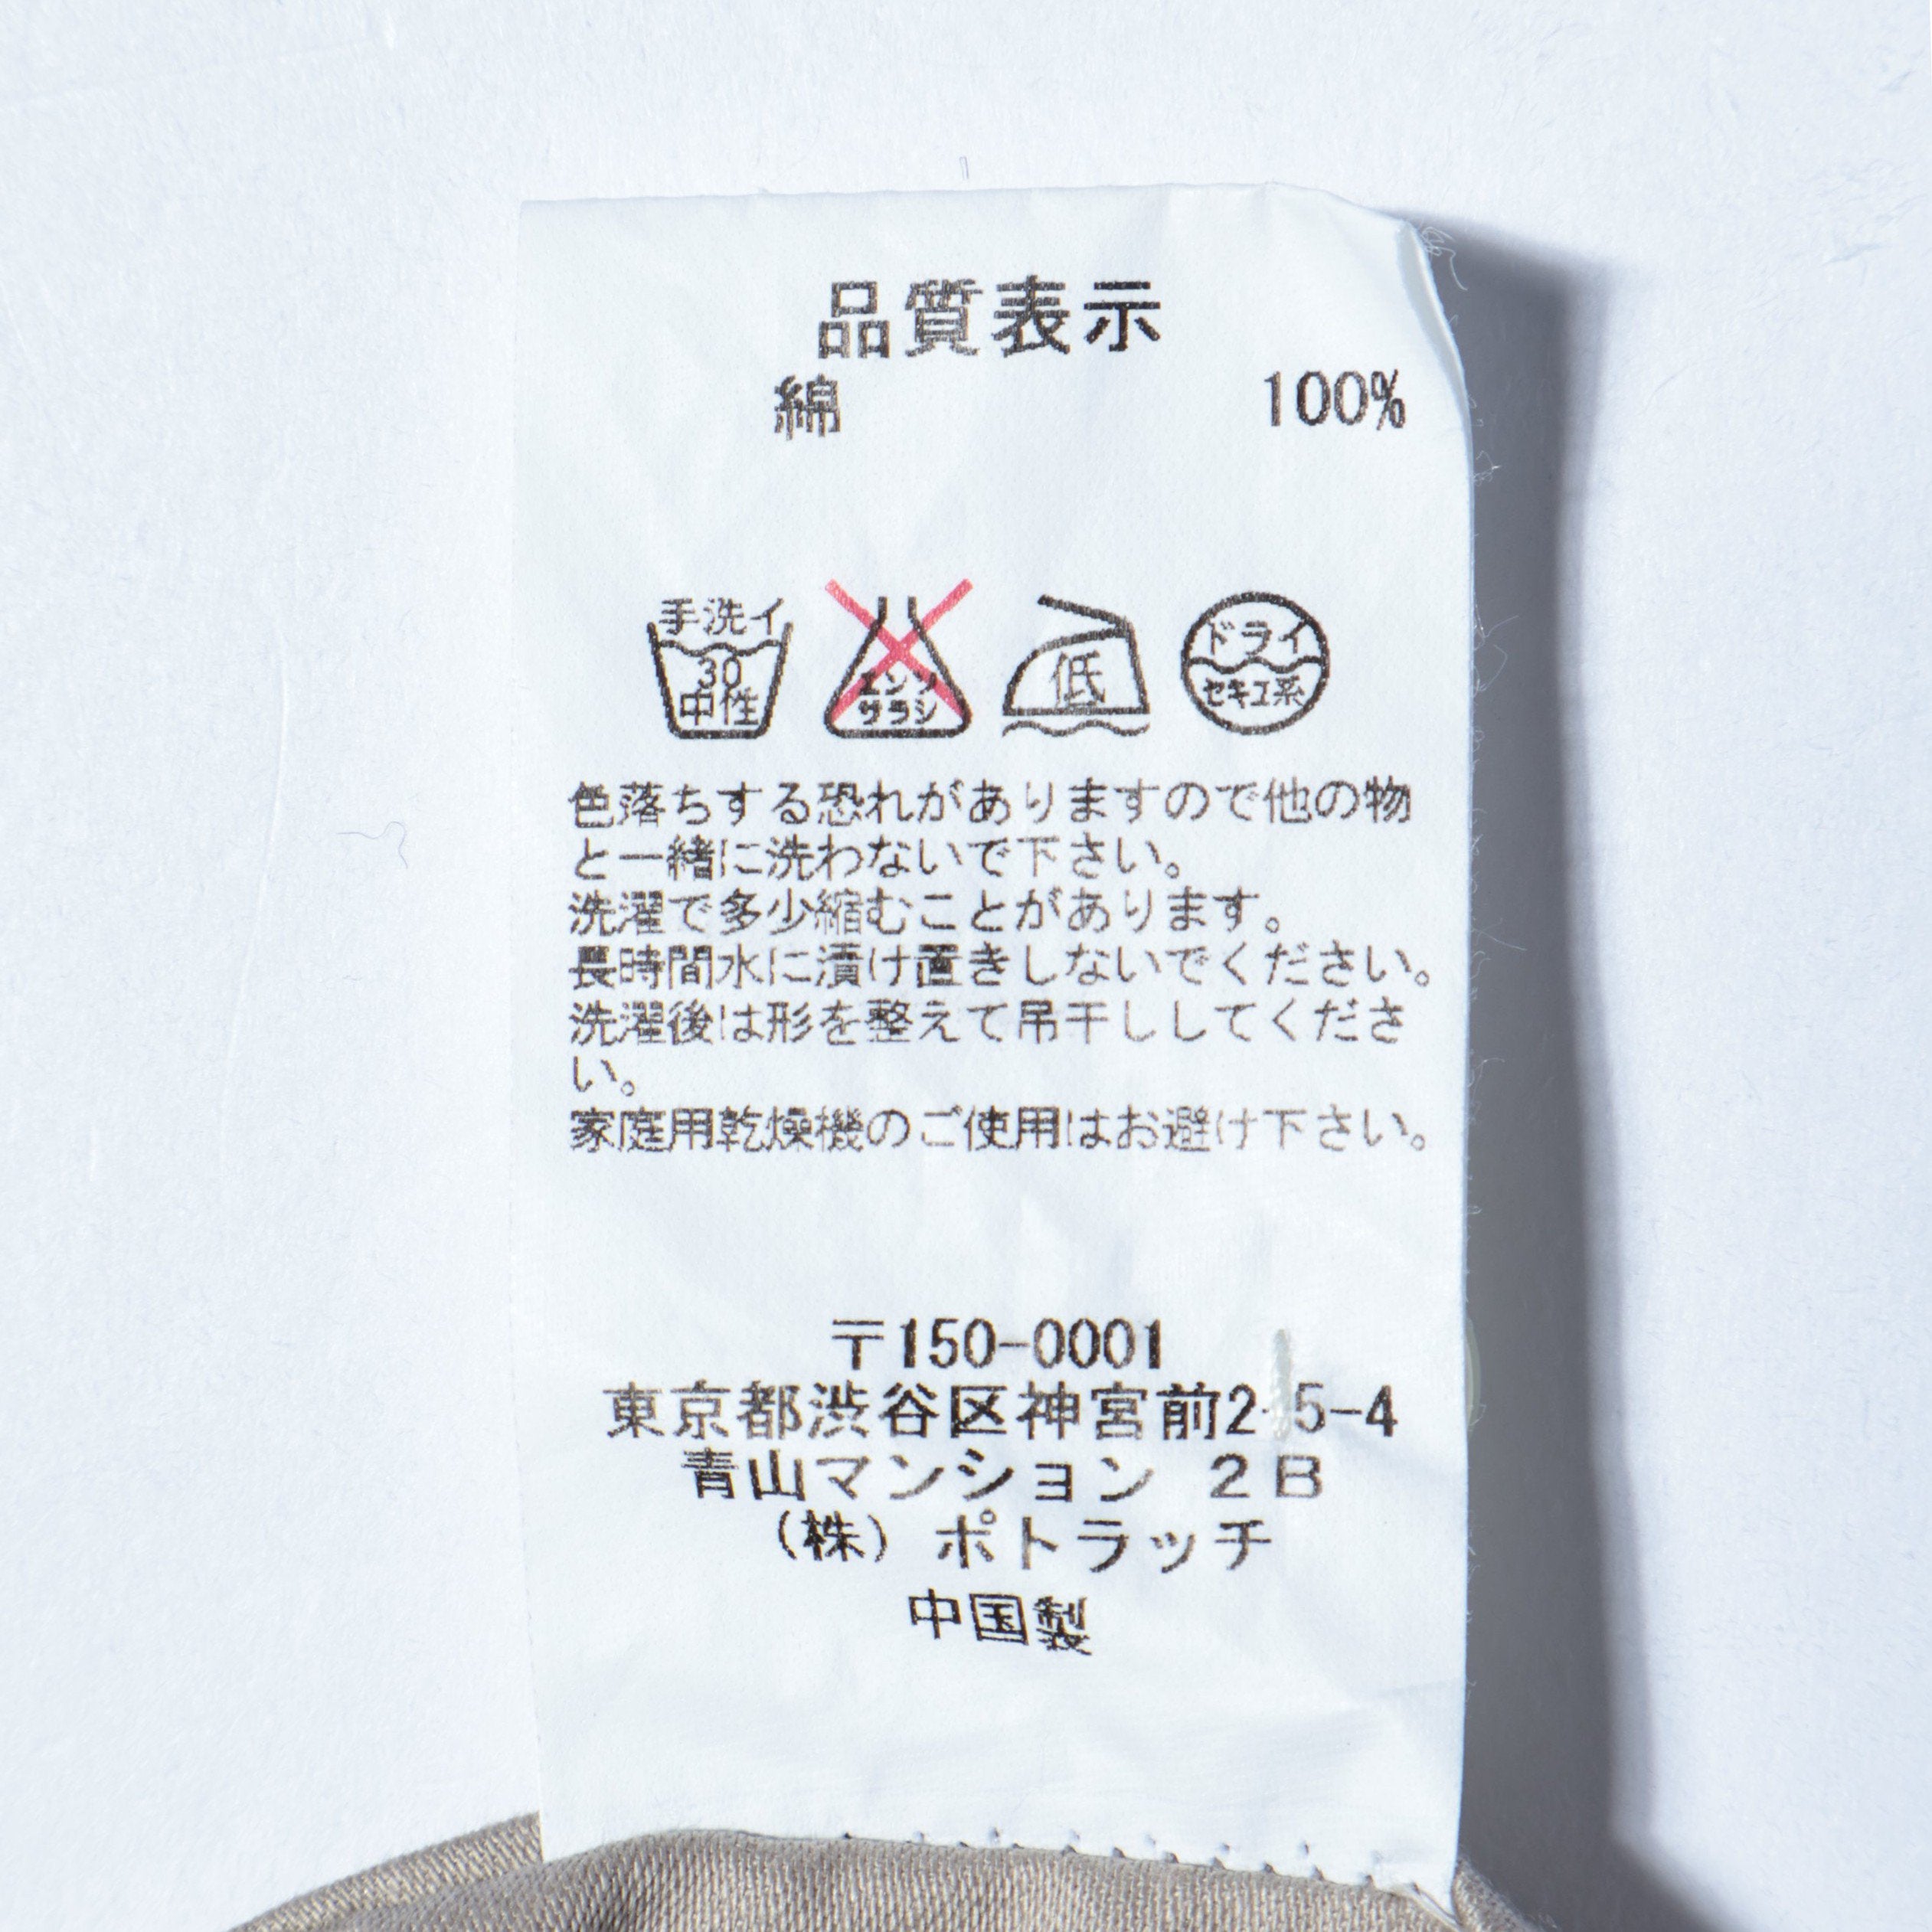 品質表示
綿 100%
手洗イ
30
中性
エンソ
サラシ
低
ドライ
セキユ系
色落ちする恐れがありますので他の物
と一緒に洗わないで下さい。
洗濯で多少縮むことがあります。
長時間水に漬け置きしないでください。
洗濯後は形を整えて吊干ししてくださ
い。
家庭用乾燥機のご使用はお避け下さい。
〒150-0001
東京都渋谷区神宮前2-5-4
青山マンション 2B
(株) ポトラッチ
中国製